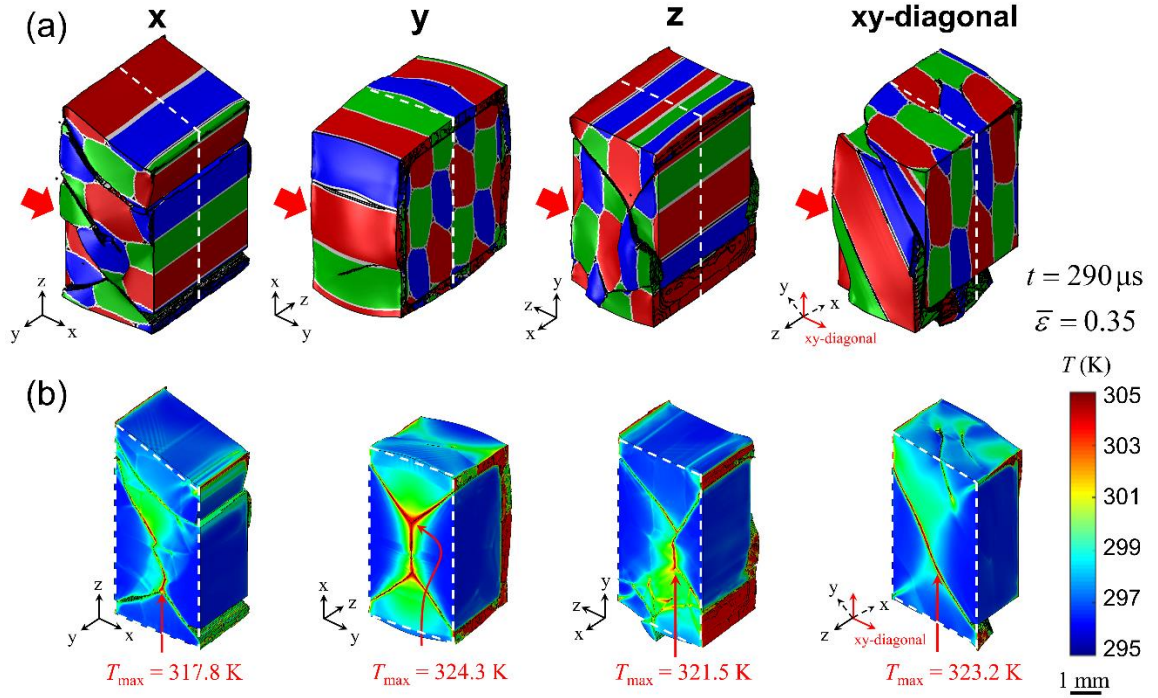 (a)
x
y
z
xy-diagonal
z
y
x
x
z
y
y
z
x
y
x
z
xy-diagonal
t = 290 μs
ε̅ = 0.35
(b)
T (K)
305
303
301
299
297
295
z
y
x
x
z
y
y
z
x
y
x
z
xy-diagonal
T_max = 317.8 K
T_max = 324.3 K
T_max = 321.5 K
T_max = 323.2 K
1 mm